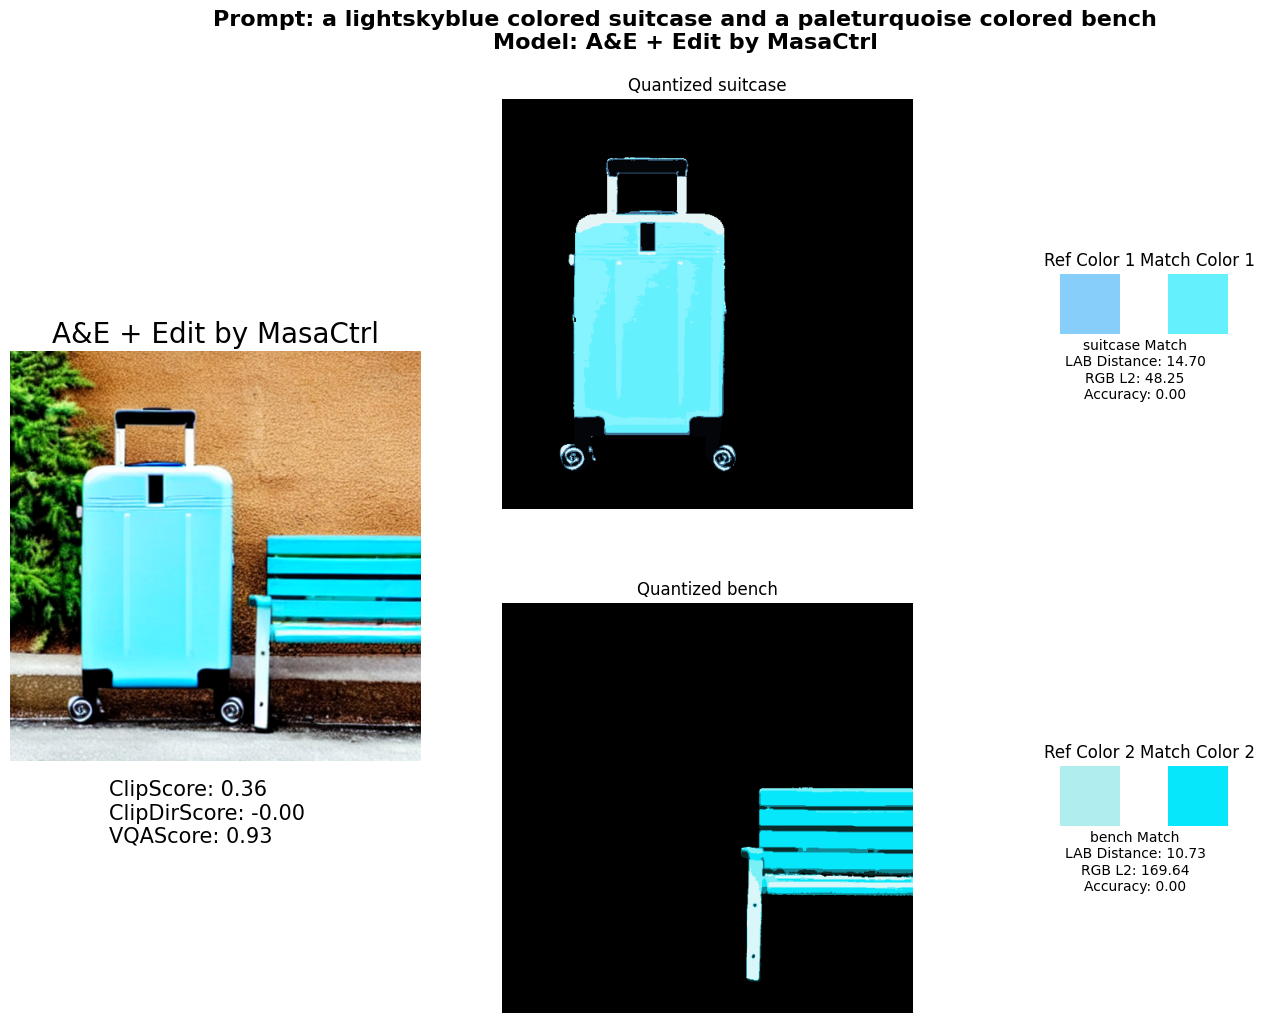 Prompt: a lightskyblue colored suitcase and a paleturquoise colored bench
Model: A&E + Edit by MasaCtrl
Quantized suitcase
Ref Color 1 Match Color 1
suitcase Match
LAB Distance: 14.70
RGB L2: 48.25
Accuracy: 0.00
A&E + Edit by MasaCtrl
ClipScore: 0.36
ClipDirScore: -0.00
VQAScore: 0.93
Quantized bench
Ref Color 2 Match Color 2
bench Match
LAB Distance: 10.73
RGB L2: 169.64
Accuracy: 0.00